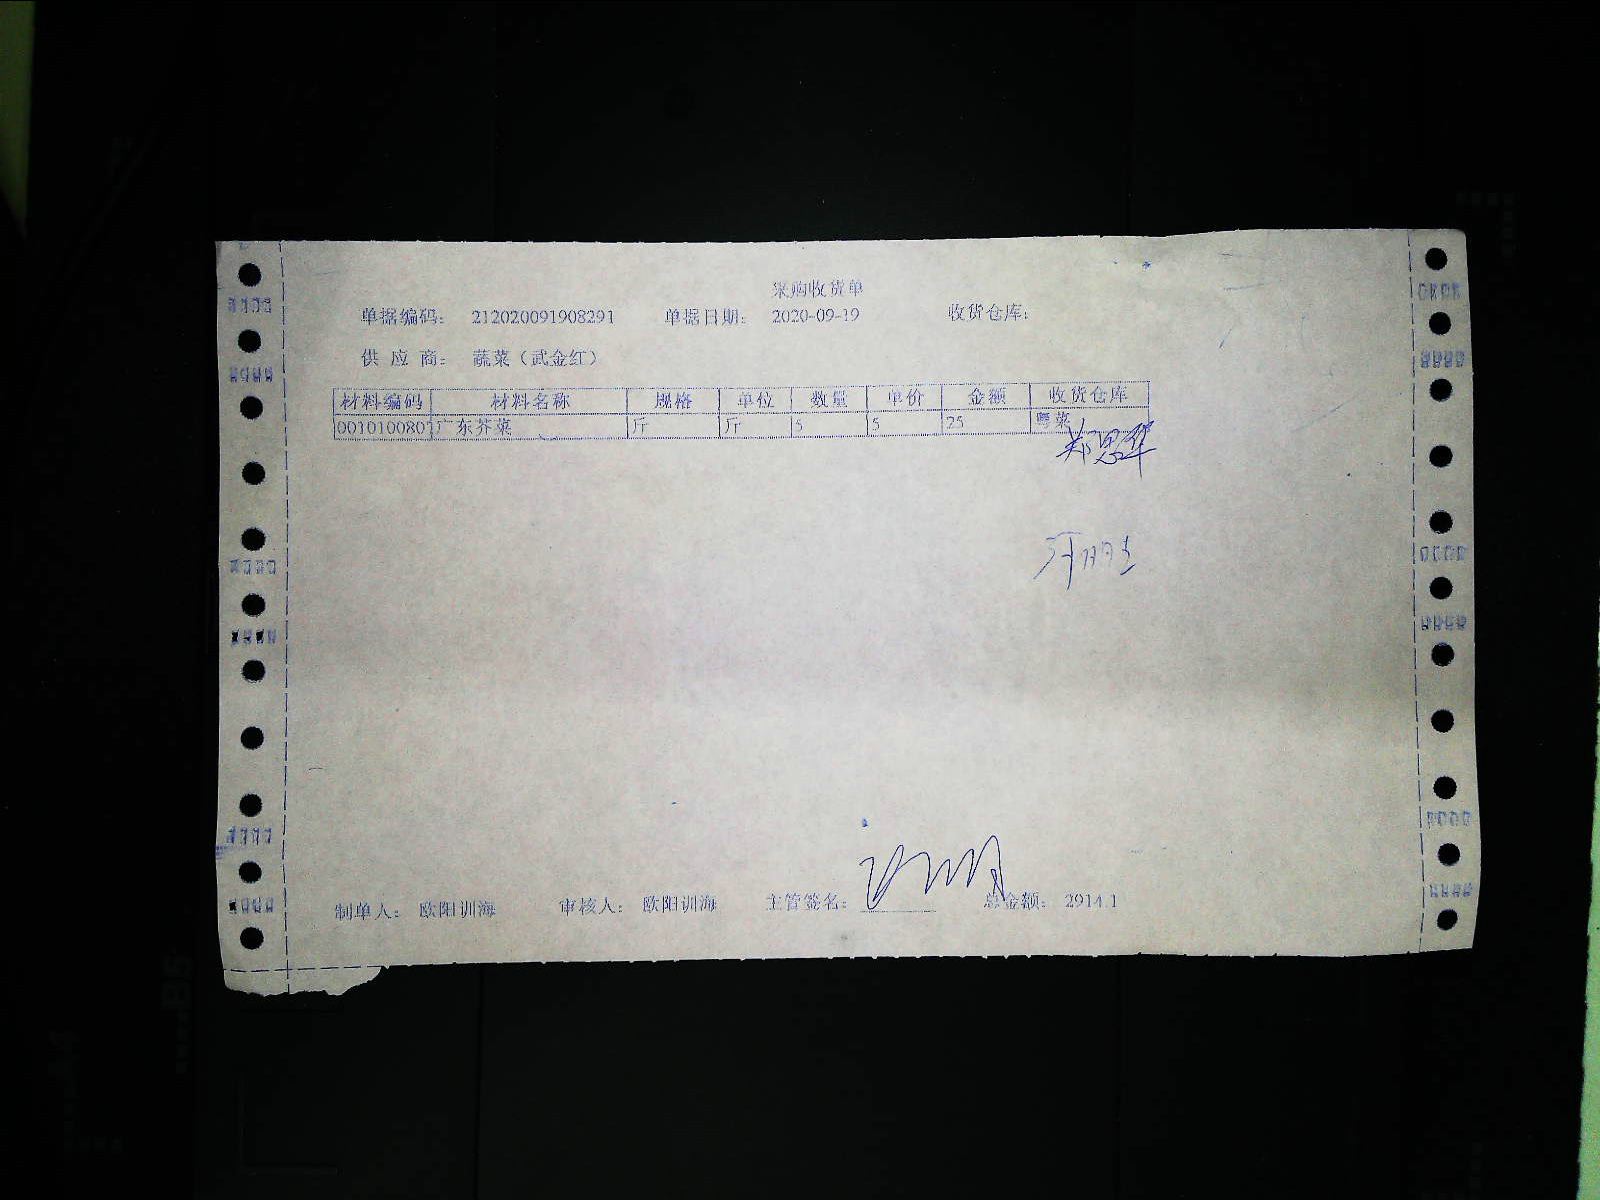 采购收货单
单据编码： 212020091908291 单据日期： 2020-09-19 收货仓库：
供 应 商： 蔬菜（武金红）
材料编码 材料名称 规格 单位 数量 单价 金额 收货仓库
0010100807 广东芥菜 斤 斤 5 5 25 粤菜
郑恩华
制单人： 欧阳训海 审核人： 欧阳训海 主管签名： 总金额： 2914.1